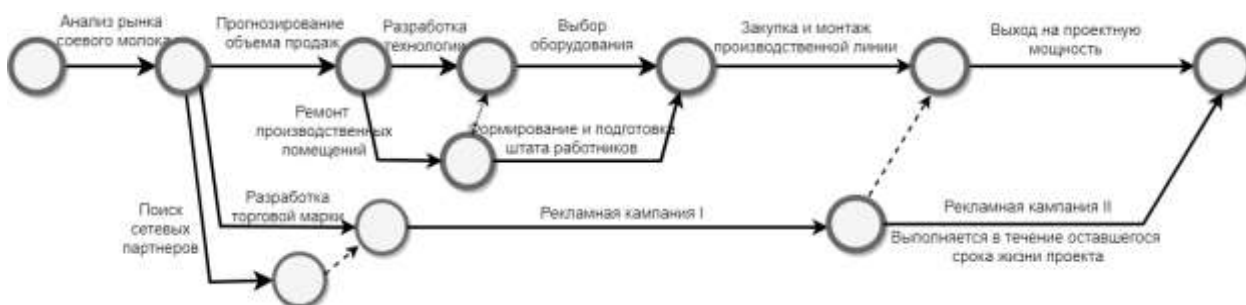 Анализ рынка
соевого молока
Прогнозирование
объема продаж
Разработка
технологии
Выбор
оборудования
Закупка и монтаж
производственной линии
Выход на проектную
мощность
Ремонт
производственных
помещений
Формирование и подготовка
штата работников
Поиск
сетевых
партнеров
Разработка
торговой марки
Рекламная кампания I
Рекламная кампания II
Выполняется в течение оставшегося
срока жизни проекта